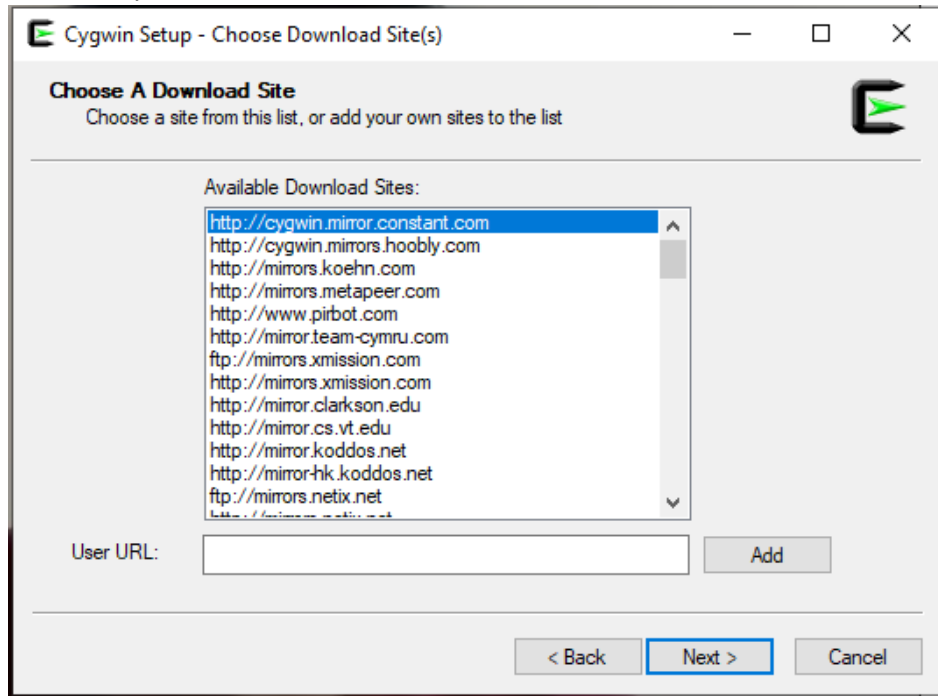 Cygwin Setup - Choose Download Site(s)
Choose A Download Site
Choose a site from this list, or add your own sites to the list
Available Download Sites:
http://cygwin.mirror.constant.com
http://cygwin.mirrors.hoobly.com
http://mirrors.koehn.com
http://mirrors.metapeer.com
http://www.pirbot.com
http://mirror.team-cymru.com
ftp://mirrors.xmission.com
http://mirrors.xmission.com
http://mirror.clarkson.edu
http://mirror.cs.vt.edu
http://mirror.koddos.net
http://mirror-hk.koddos.net
ftp://mirrors.netix.net
User URL:
Add
< Back
Next >
Cancel